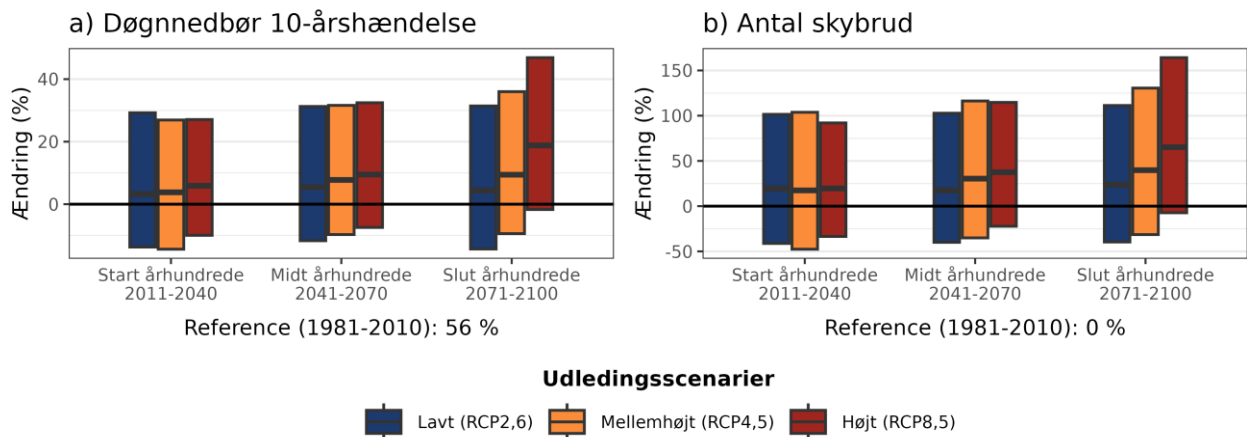 a) Døgnnedbør 10-årshændelse
Ændring (%)
40
20
0
Start århundrede
2011-2040
Midt århundrede
2041-2070
Slut århundrede
2071-2100
Reference (1981-2010): 56 %
b) Antal skybrud
Ændring (%)
150
100
50
0
-50
Start århundrede
2011-2040
Midt århundrede
2041-2070
Slut århundrede
2071-2100
Reference (1981-2010): 0 %
Udledingsscenarier
Lavt (RCP2,6)
Mellemhøjt (RCP4,5)
Højt (RCP8,5)